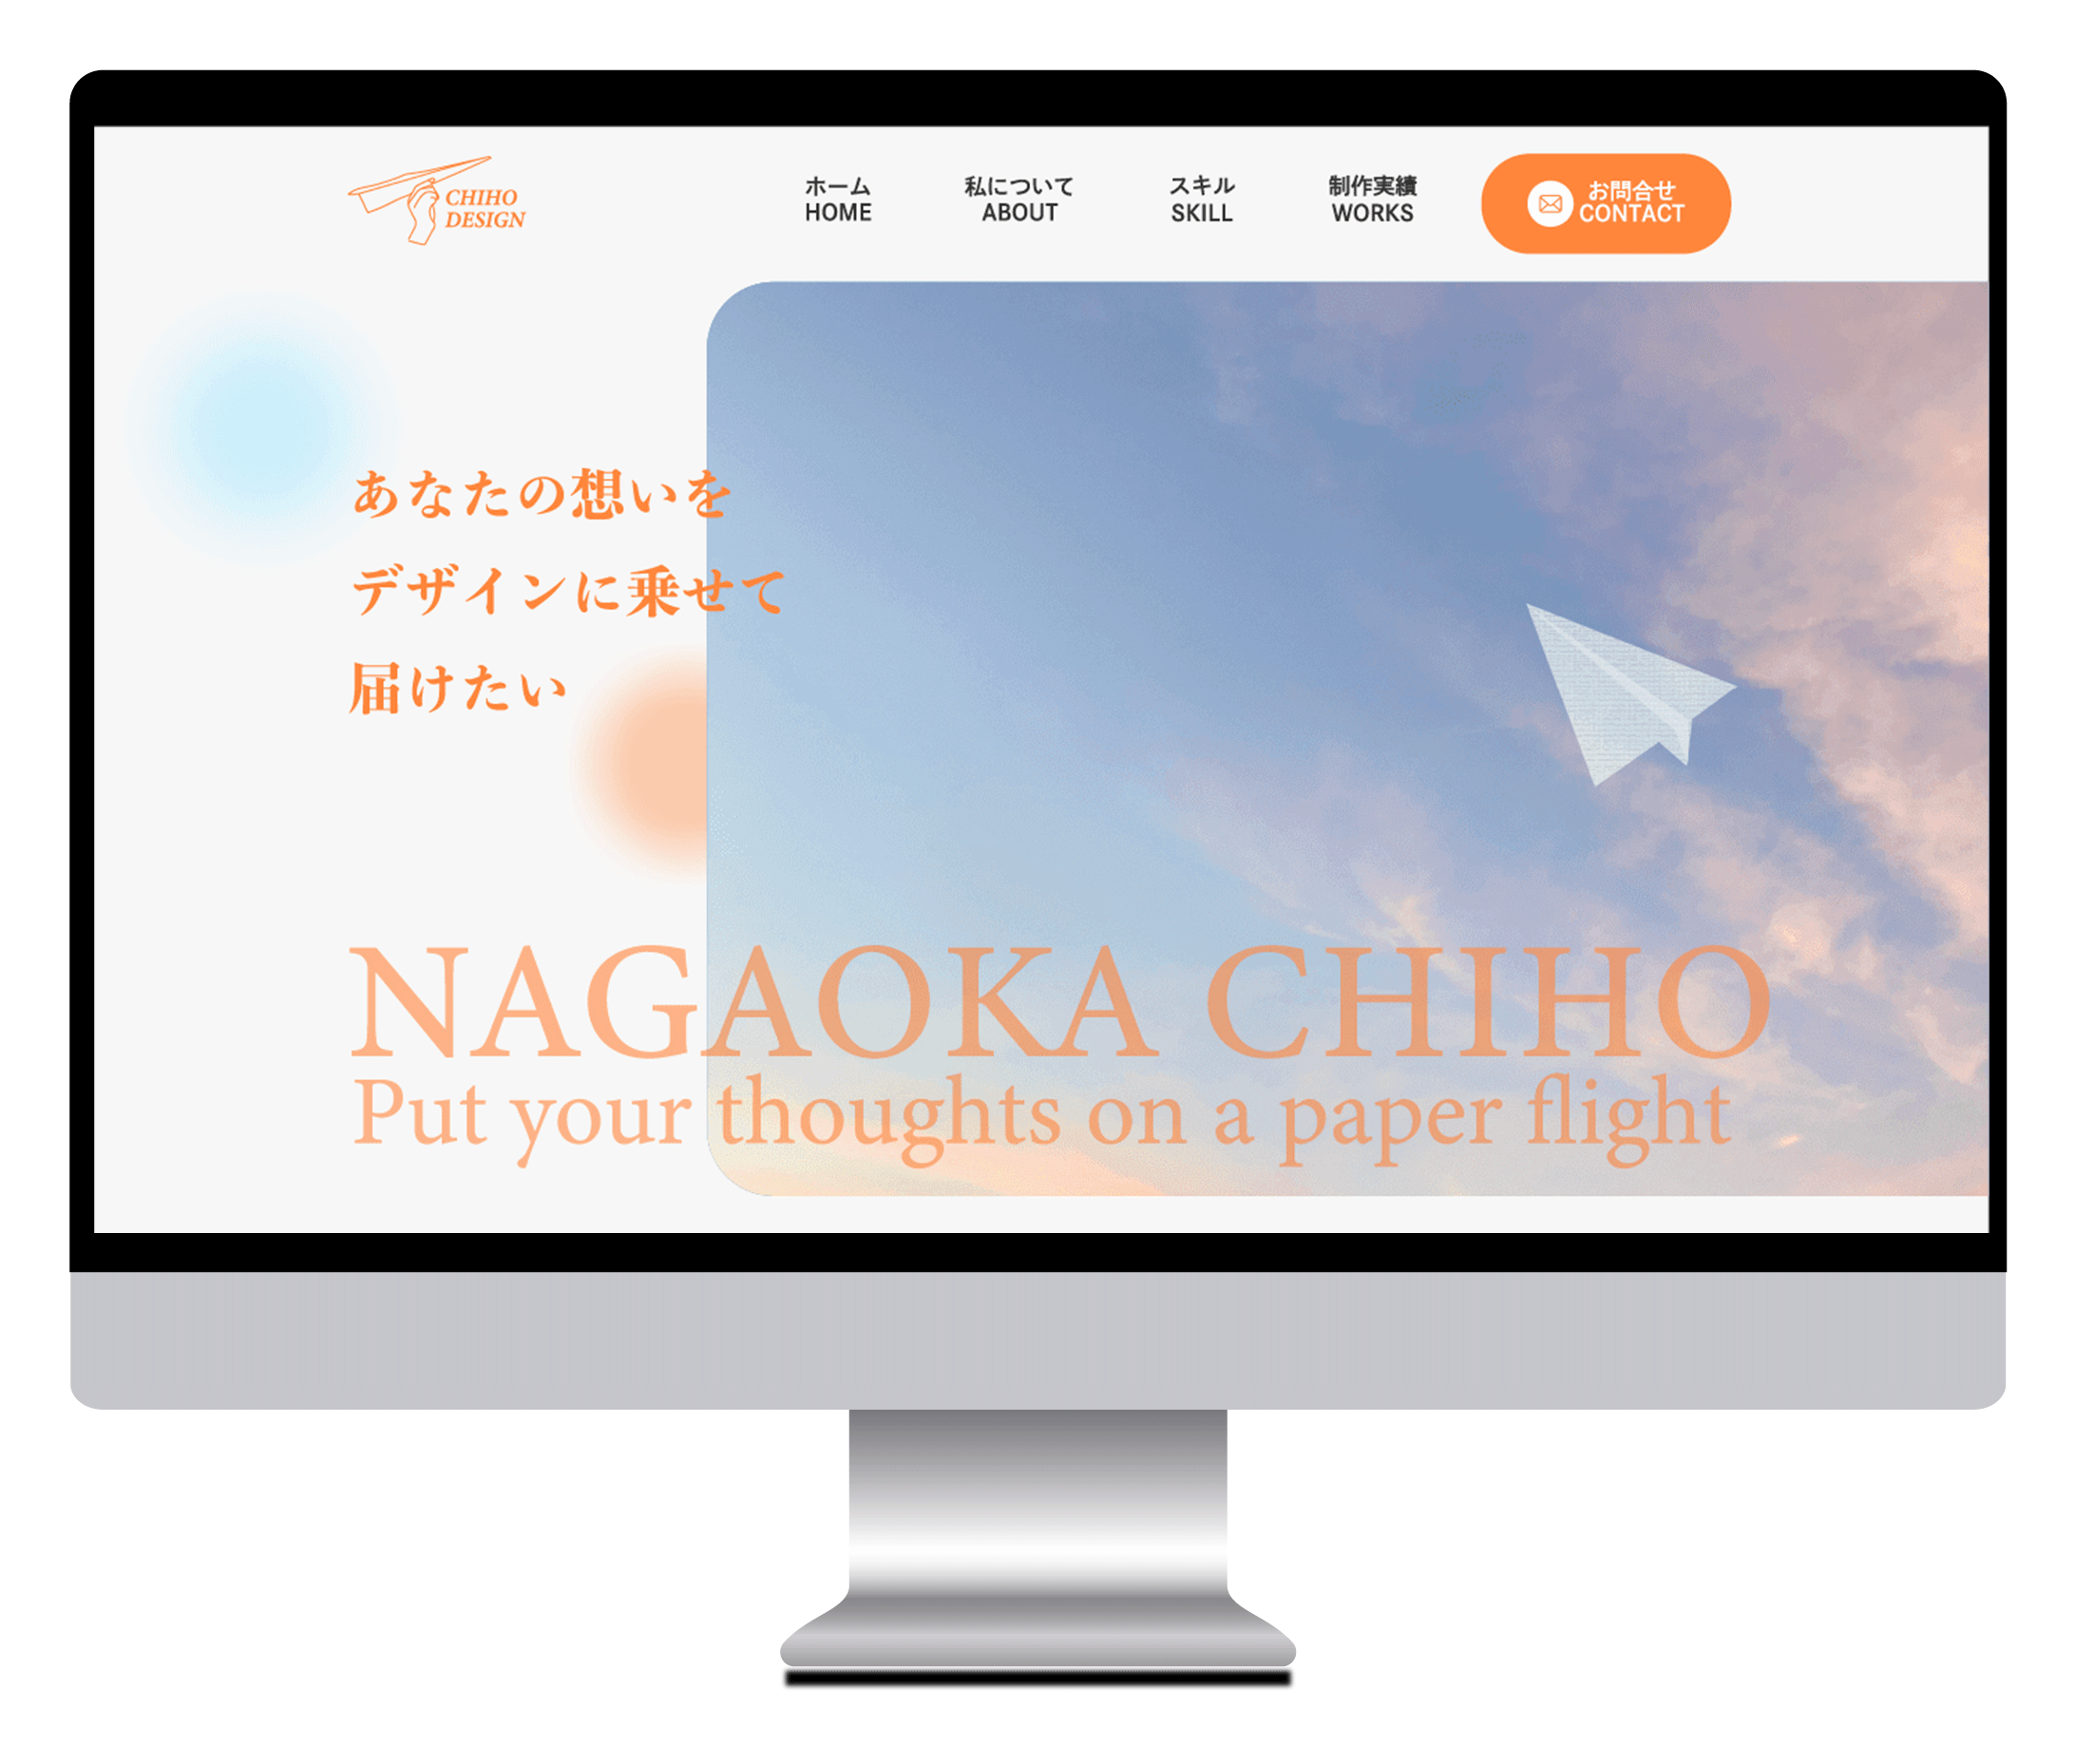 CHIHO
DESIGN
ホーム
HOME
私について
ABOUT
スキル
SKILL
制作実績
WORKS
お問合せ
CONTACT
あなたの想いを
デザインに乗せて
届けたい
NAGAOKA CHIHO
Put your thoughts on a paper flight